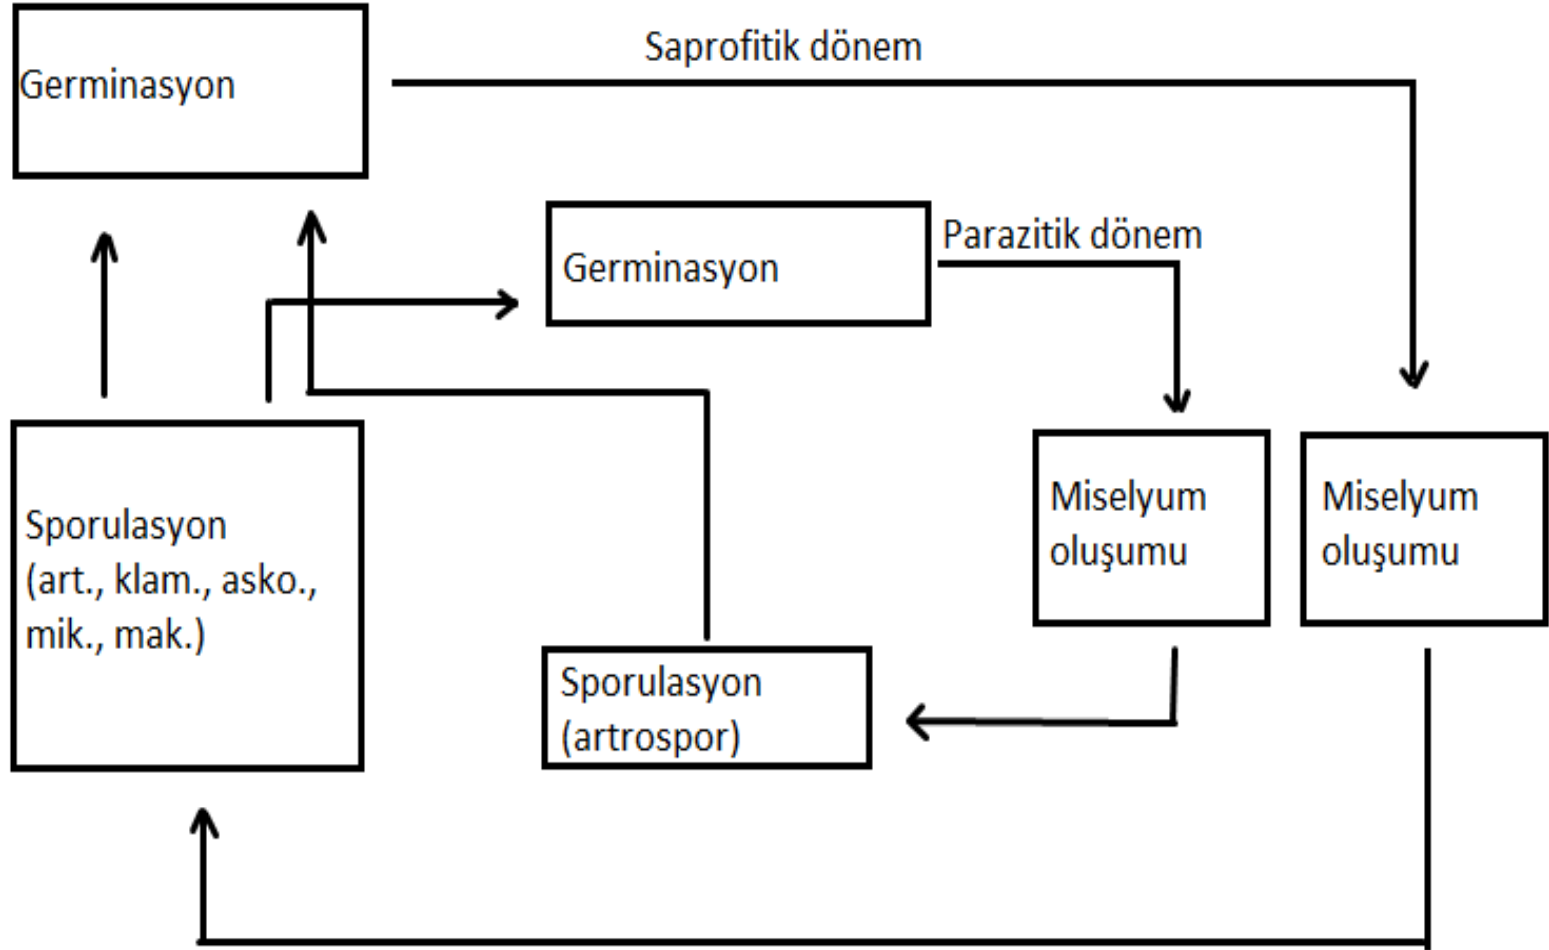 Germinasyon
Saprofitik dönem
Germinasyon
Parazitik dönem
Sporulasyon
(art., klam., asko.,
mik., mak.)
Miselyum
oluşumu
Miselyum
oluşumu
Sporulasyon
(artrospor)